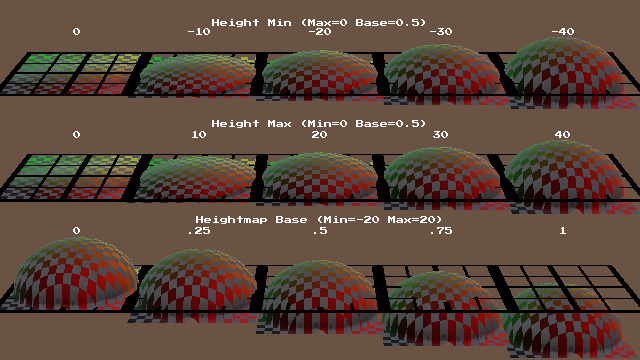 Height Min (Max=0 Base=0.5)
0 -10 -20 -30 -40
Height Max (Min=0 Base=0.5)
0 10 20 30 40
Heightmap Base (Min=-20 Max=20)
0 .25 .5 .75 1